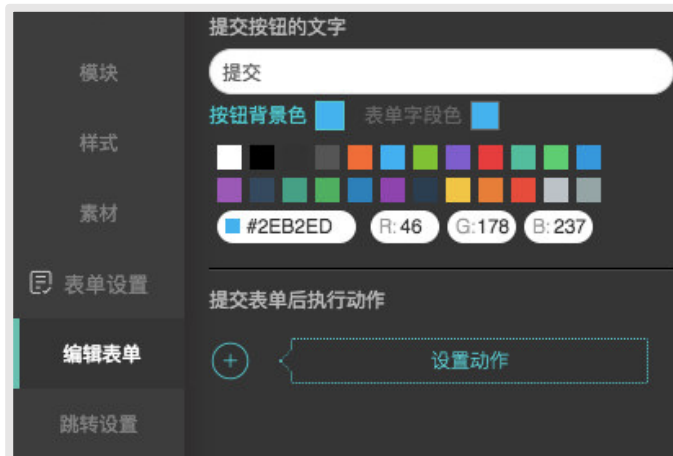 模块
样式
素材
表单设置
编辑表单
跳转设置
提交按钮的文字
提交
按钮背景色 表单字段色
#2EB2ED R: 46 G: 178 B: 237
提交表单后执行动作
+ 设置动作